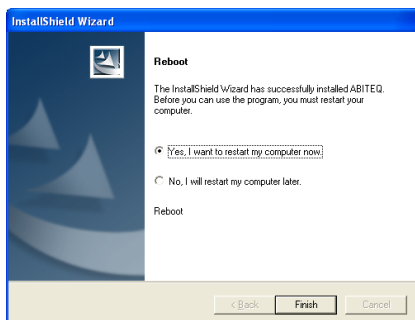 InstallShield Wizard
Reboot
The InstallShield Wizard has successfully installed ABITEQ.
Before you can use the program, you must restart your
computer.
Yes, I want to restart my computer now.
No, I will restart my computer later.
Reboot
< Back Finish Cancel